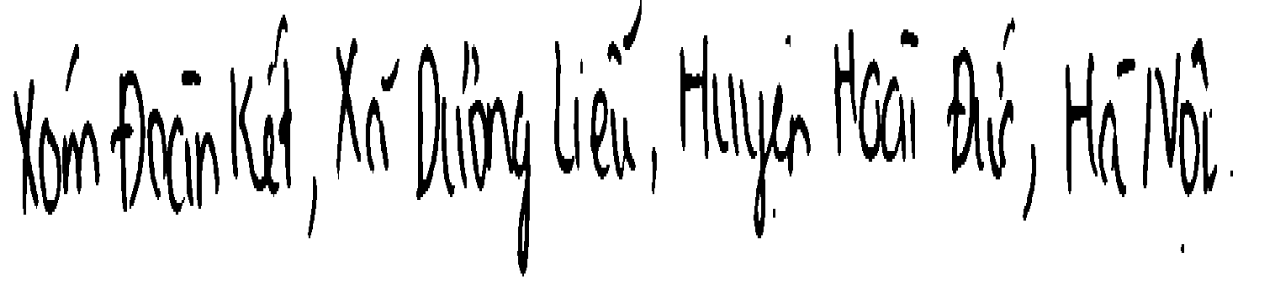 Xóm Đoàn Kết, Xã Dương Liễu, Huyện Hoài Đức, Hà Nội.